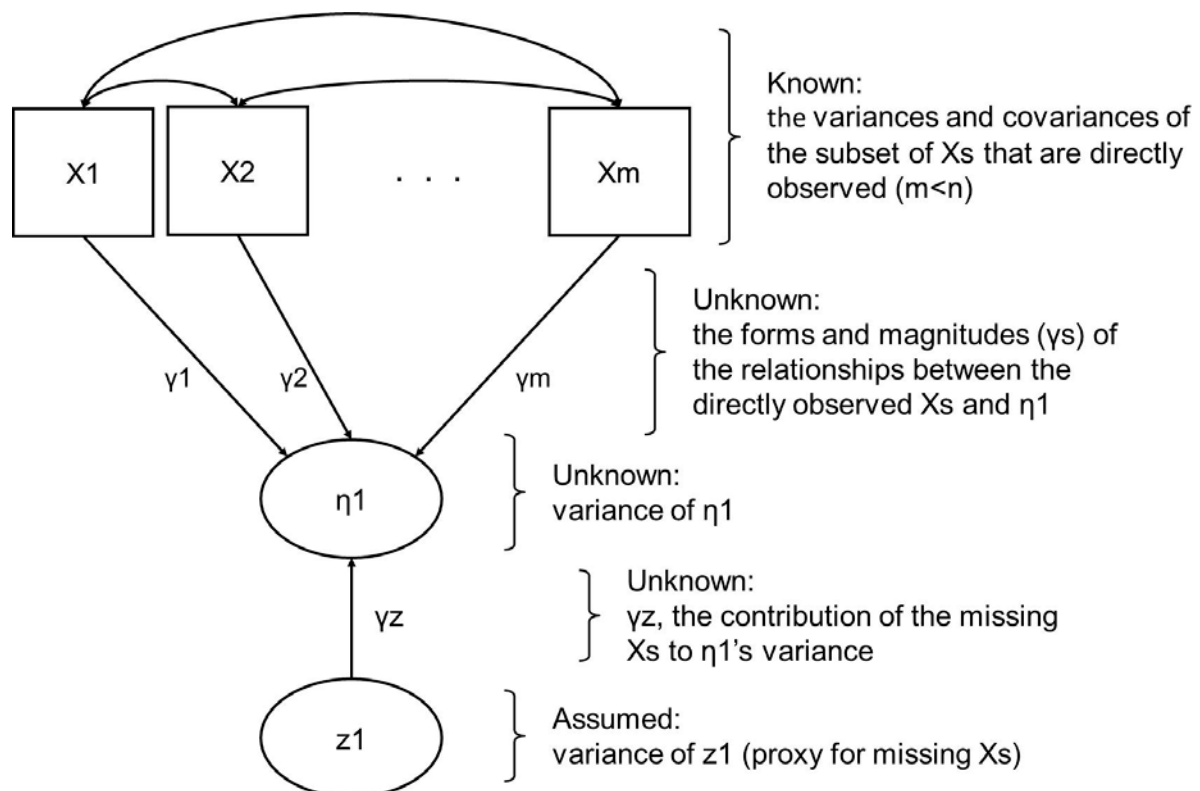 Known:
the variances and covariances of
the subset of Xs that are directly
observed (m<n)
X1 X2 . . . Xm
Unknown:
the forms and magnitudes (γs) of
the relationships between the
directly observed Xs and η1
γ1 γ2 γm
Unknown:
variance of η1
η1
Unknown:
γz, the contribution of the missing
Xs to η1’s variance
γz
Assumed:
variance of z1 (proxy for missing Xs)
z1